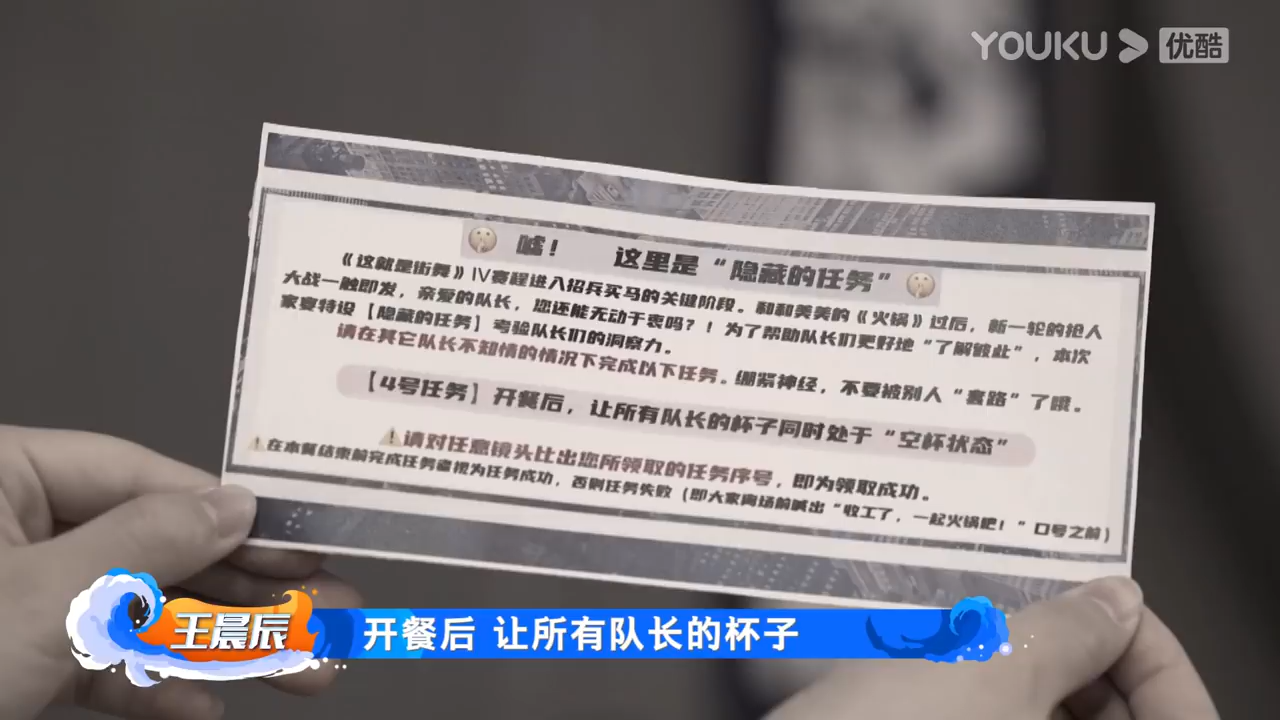 YOUKU 优酷
嘘！ 这里是“隐藏的任务”
《这就是街舞》IV赛程进入招兵买马的关键阶段。和和美美的《火锅》过后，新一轮的抢人
大战一触即发，亲爱的队长，您还能无动于衷吗？！为了帮助队长们更好地“了解彼此”，本次
家宴特设【隐藏的任务】考验队长们的洞察力。
请在其它队长不知情的情况下完成以下任务。绷紧神经，不要被别人“套路”了哦。
【4号任务】开餐后，让所有队长的杯子同时处于“空杯状态”
请对任意镜头比出您所领取的任务序号，即为领取成功。
在本餐结束前完成任务者视为任务成功，否则任务失败（即大家离场前喊出“收工了，一起火锅吧！”口号之前）
王晨辰
开餐后 让所有队长的杯子